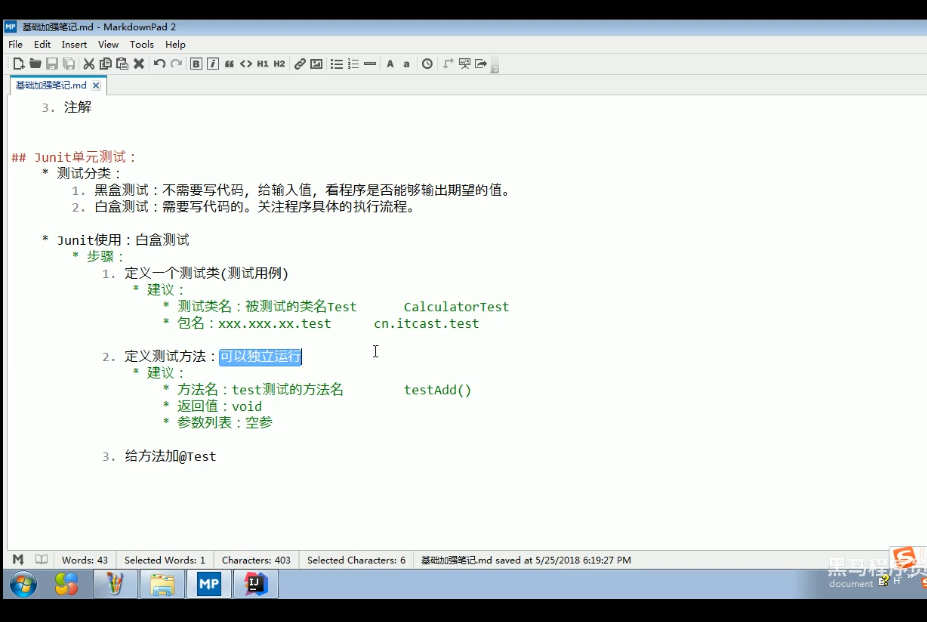 基础加强笔记.md - MarkdownPad 2
File Edit Insert View Tools Help
B i “ <> H1 H2 A a
基础加强笔记.md
3. 注解
## Junit单元测试：
* 测试分类：
1. 黑盒测试：不需要写代码，给输入值，看程序是否能够输出期望的值。
2. 白盒测试：需要写代码的。关注程序具体的执行流程。
* Junit使用：白盒测试
* 步骤：
1. 定义一个测试类(测试用例)
* 建议：
* 测试类名：被测试的类名Test CalculatorTest
* 包名：xxx.xxx.xx.test cn.itcast.test
2. 定义测试方法：可以独立运行
* 建议：
* 方法名：test测试的方法名 testAdd()
* 返回值：void
* 参数列表：空参
3. 给方法加@Test
Words: 43 Selected Words: 1 Characters: 403 Selected Characters: 6 基础加强笔记.md saved at 5/25/2018 6:19:27 PM
MP IJ
黑马程序员
document